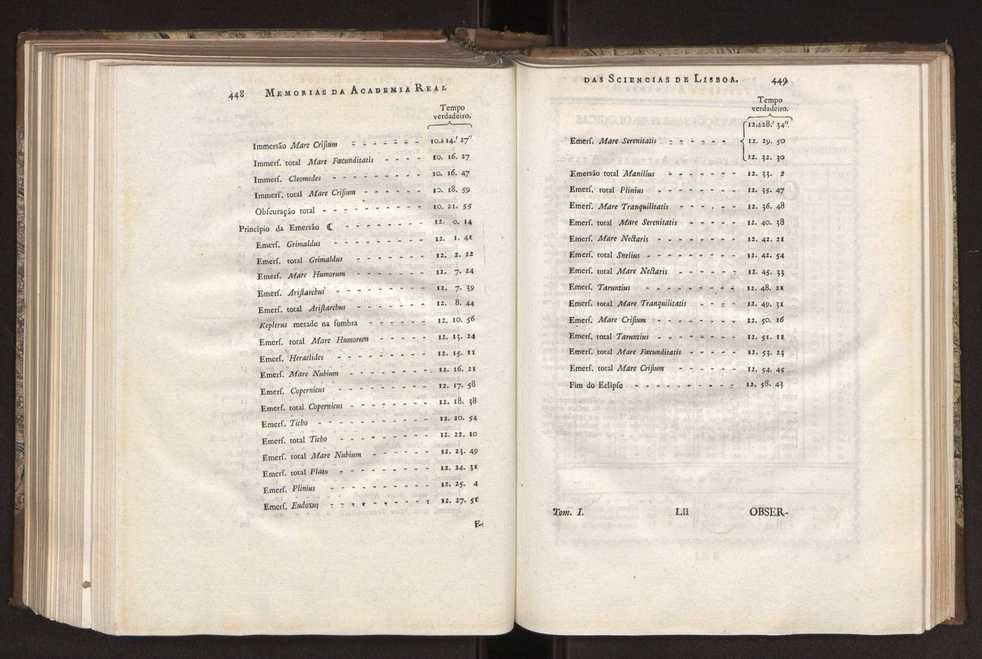 448 MEMORIAS DA ACADEMIA REAL
Tempo
verdadeiro.
Immersão Mare Crisium - - - - - - - 10.h 14.′ 27″
Immerſ. total Mare Fœcunditatis - - - - 10. 16. 27
Immerſ. Cleomedes - - - - - - - - 10. 16. 47
Immerſ. total Mare Criſium - - - - - - 10. 18. 59
Obſcuração total - - - - - - - - - - 10. 21. 55
Principio da Emersão ☾ - - - - - - - - 12. 0. 14
Emerſ. Grimaldus - - - - - - - - - 12. 1. 41
Emerſ. total Grimaldus - - - - - - - 12. 2. 22
Emerſ. Mare Humorum - - - - - - - - 12. 7. 24
Emerſ. Ariſtarchus - - - - - - - - - 12. 7. 39
Emerſ. total Ariſtarchus - - - - - - - - 12. 8. 44
Keplerus metade na ſombra - - - - - - 12. 10. 56
Emerſ. total Mare Humorum - - - - - - 12. 13. 24
Emerſ. Heraclides - - - - - - - - - 12. 15. 11
Emerſ. Mare Nubium - - - - - - - - 12. 16. 21
Emerſ. Copernicus - - - - - - - - - 12. 17. 58
Emerſ. total Copernicus - - - - - - - - 12. 18. 38
Emerſ. Ticho - - - - - - - - - - - 12. 20. 54
Emerſ. total Ticho - - - - - - - - - 12. 22. 10
Emerſ. total Mare Nubium - - - - - - 12. 23. 49
Emerſ. total Plato - - - - - - - - - 12. 24. 31
Emerſ. Plinius - - - - - - - - - - - 12. 25. 4
Emerſ. Endoxus - - - - - - - - - - 12. 27. 51
E-
DAS SCIENCIAS DE LISBOA. 449
Tempo
verdadeiro.
12.h 28.′ 34″.
Emerſ. Mare Serenitatis - - - - - - 12. 29. 50
12. 32. 30
Emersão total Manilius - - - - - - - 12. 33. 2
Emerſ. total Plinius - - - - - - - - 12. 35. 47
Emerſ. Mare Tranquilitatis - - - - - - 12. 36. 48
Emerſ. total Mare Serenitatis - - - - - 12. 40. 38
Emerſ. Mare Nectaris - - - - - - - - 12. 42. 21
Emerſ. total Snelius - - - - - - - - - 12. 42. 54
Emerſ. total Mare Nectaris - - - - - - 12. 45. 33
Emerſ. Taruntius - - - - - - - - - - 12. 48. 21
Emerſ. total Mare Tranquilitatis - - - - 12. 49. 31
Emerſ. Mare Criſium - - - - - - - - 12. 50. 16
Emerſ. total Taruntius - - - - - - - - 12. 51. 11
Emerſ. total Mare Fœcunditatis - - - - - 12. 53. 23
Emerſ. total Mare Criſium - - - - - - 12. 54. 45
Fim do Eclipſe - - - - - - - - - - 12. 58. 43
Tom. I. Lll OBSER-